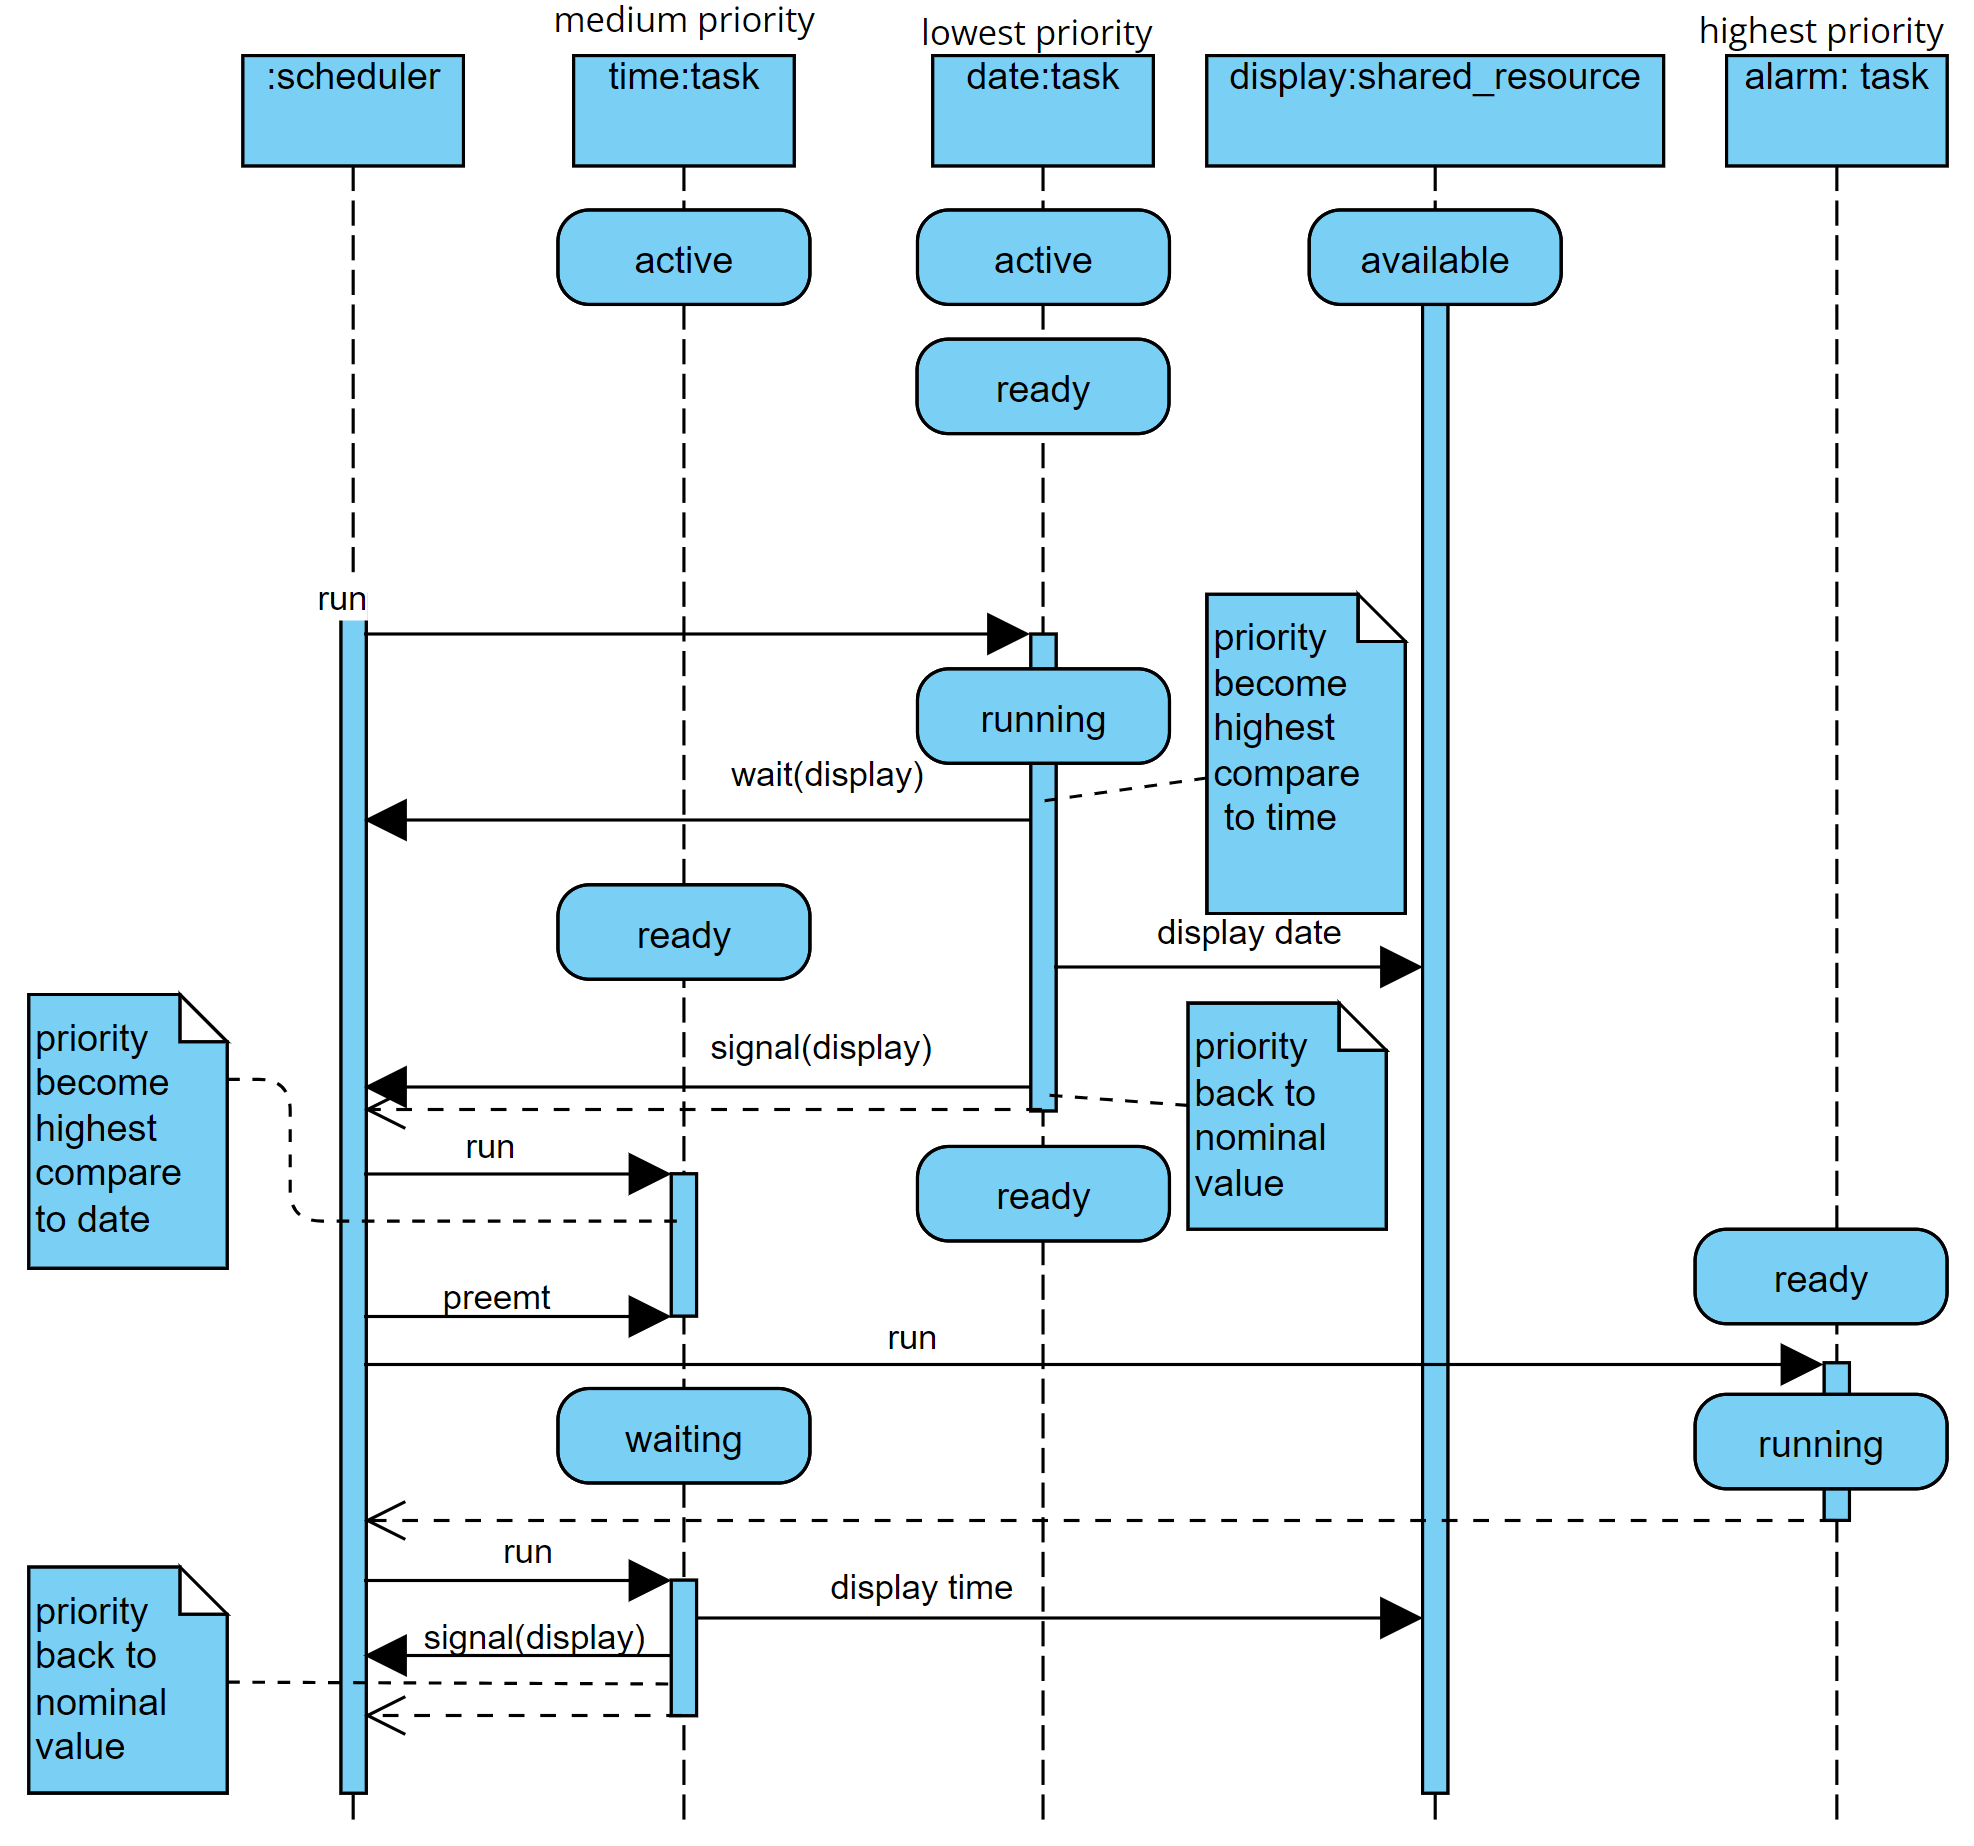 medium priority
lowest priority
highest priority
:scheduler
time:task
date:task
display:shared_resource
alarm: task
active
active
available
ready
run
priority
become
highest
compare
to time
running
wait(display)
ready
display date
priority
become
highest
compare
to date
signal(display)
priority
back to
nominal
value
run
ready
ready
preemt
run
waiting
running
run
display time
signal(display)
priority
back to
nominal
value